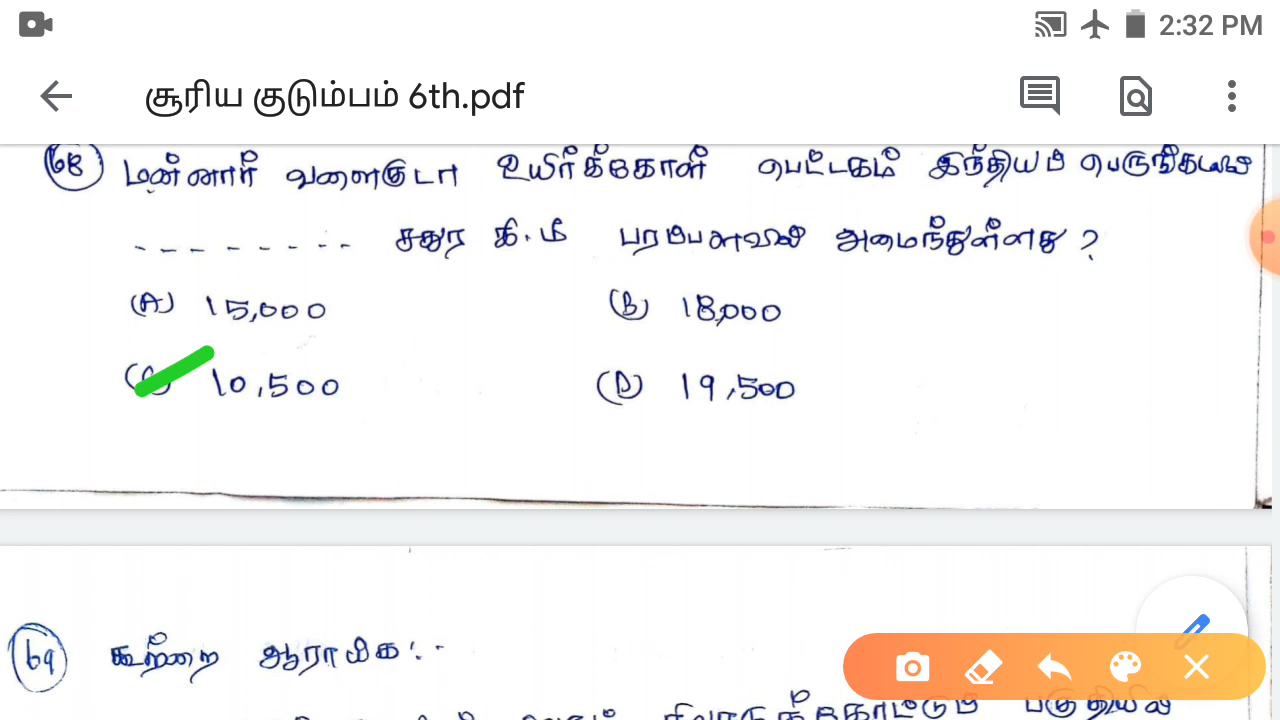 2:32 PM
சூரிய குடும்பம் 6th.pdf
68 மன்னார் வளைகுடா உயிர்க்கோள் பெட்டகம் இந்தியப் பெருங்கடலில்
- - - - - - - - சதுர கி.மீ பரப்பளவில் அமைந்துள்ளது ?
(A) 15,000 (B) 18,000
(C) 10,500 (D) 19,500
69 கூற்றை ஆராய்க :-
பகுதியில்